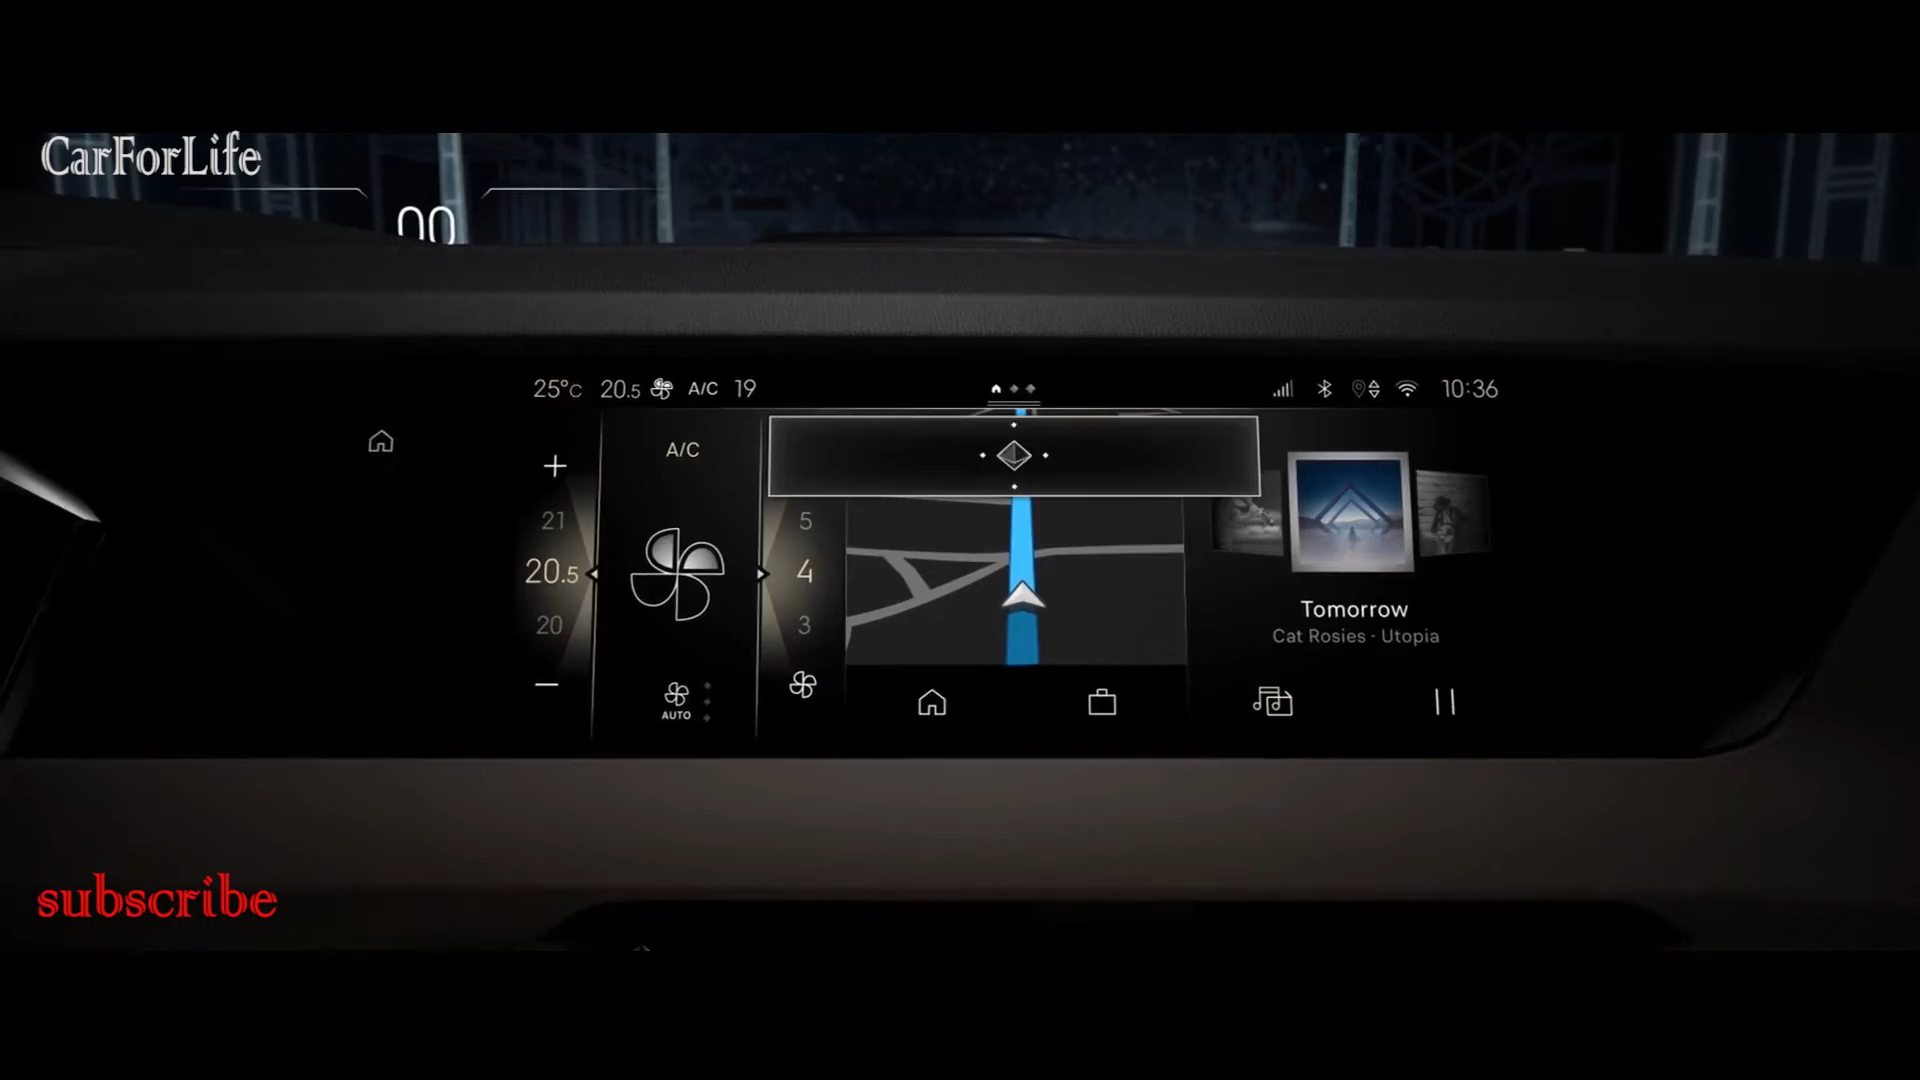 CarForLife
00
25°C 20.5 A/C 19 10:36
A/C
21
20.5
20
5
4
3
AUTO
Tomorrow
Cat Rosies - Utopia
subscribe